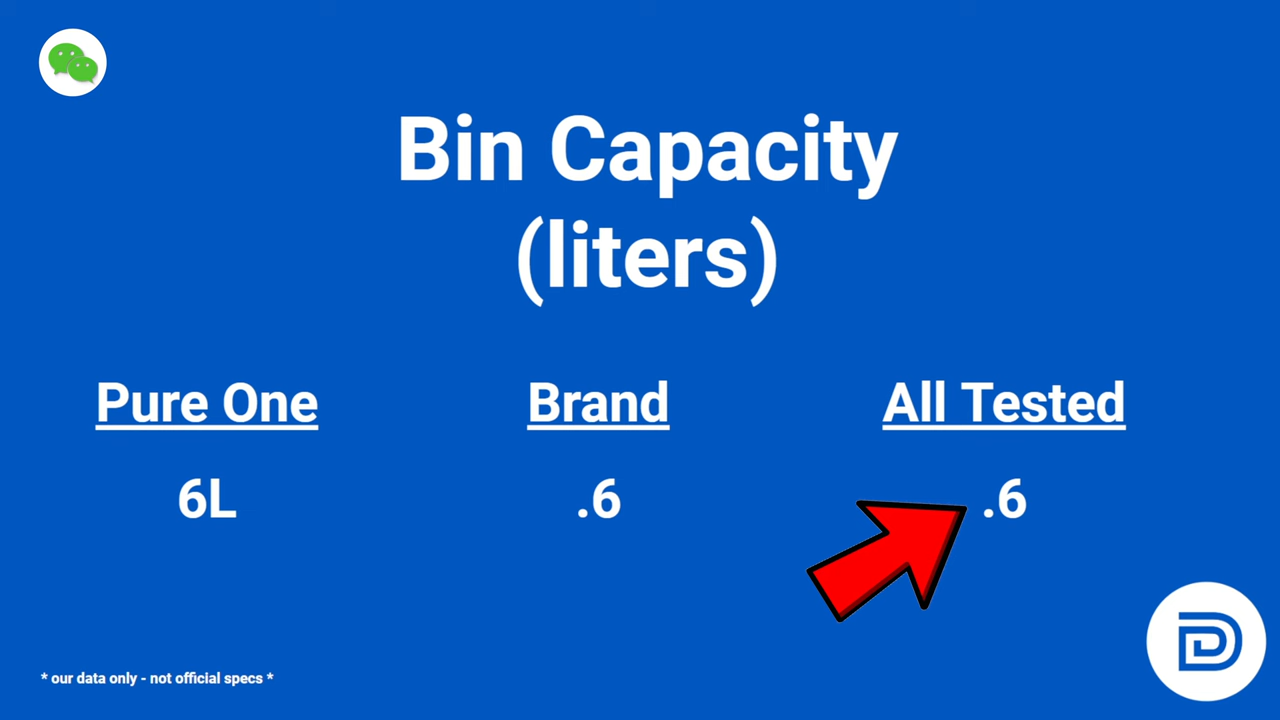 Bin Capacity
(liters)
Pure One
Brand
All Tested
6L
.6
.6
* our data only - not official specs *